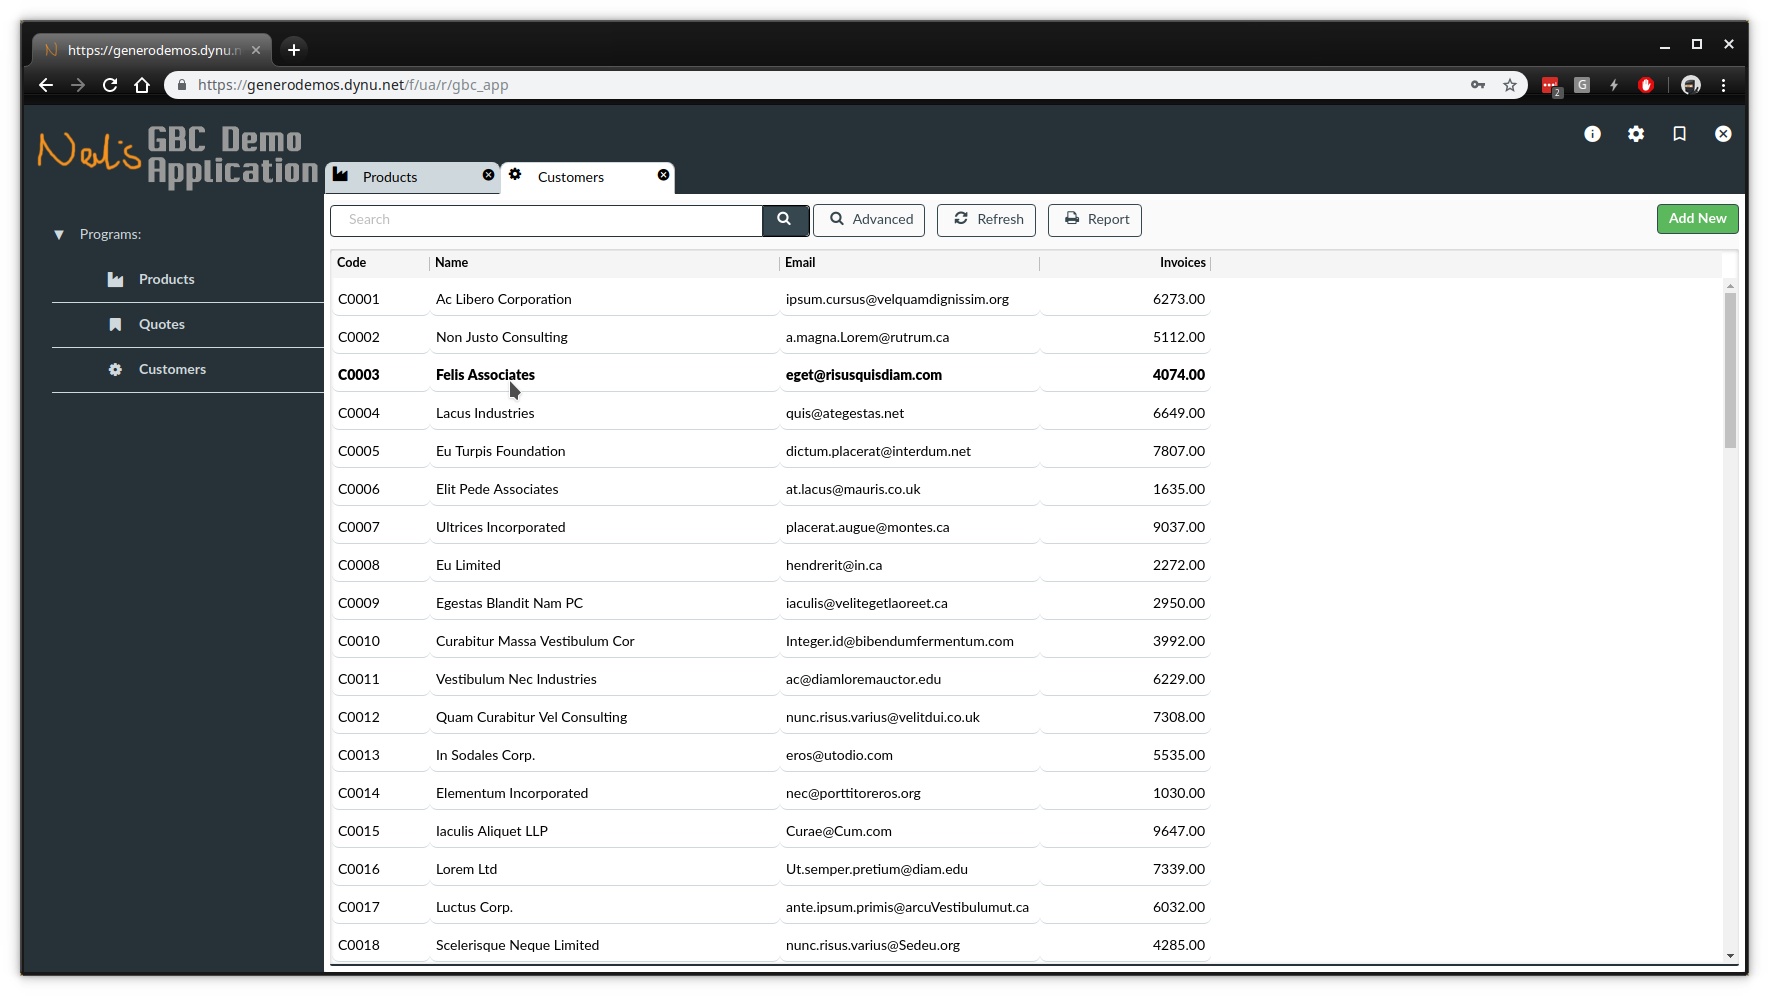 https://generodemos.dynu.n
https://generodemos.dynu.net/f/ua/r/gbc_app
2
G
Neil's GBC Demo
Application
Products
Customers
Programs:
Products
Quotes
Customers
Search
Advanced
Refresh
Report
Add New
Code Name Email Invoices
C0001 Ac Libero Corporation ipsum.cursus@velquamdignissim.org 6273.00
C0002 Non Justo Consulting a.magna.Lorem@rutrum.ca 5112.00
C0003 Felis Associates eget@risusquisdiam.com 4074.00
C0004 Lacus Industries quis@ategestas.net 6649.00
C0005 Eu Turpis Foundation dictum.placerat@interdum.net 7807.00
C0006 Elit Pede Associates at.lacus@mauris.co.uk 1635.00
C0007 Ultrices Incorporated placerat.augue@montes.ca 9037.00
C0008 Eu Limited hendrerit@in.ca 2272.00
C0009 Egestas Blandit Nam PC iaculis@velitegetlaoreet.ca 2950.00
C0010 Curabitur Massa Vestibulum Cor Integer.id@bibendumfermentum.com 3992.00
C0011 Vestibulum Nec Industries ac@diamloremauctor.edu 6229.00
C0012 Quam Curabitur Vel Consulting nunc.risus.varius@velitdui.co.uk 7308.00
C0013 In Sodales Corp. eros@utodio.com 5535.00
C0014 Elementum Incorporated nec@porttitoreros.org 1030.00
C0015 Iaculis Aliquet LLP Curae@Cum.com 9647.00
C0016 Lorem Ltd Ut.semper.pretium@diam.edu 7339.00
C0017 Luctus Corp. ante.ipsum.primis@arcuVestibulumut.ca 6032.00
C0018 Scelerisque Neque Limited nunc.risus.varius@Sedeu.org 4285.00